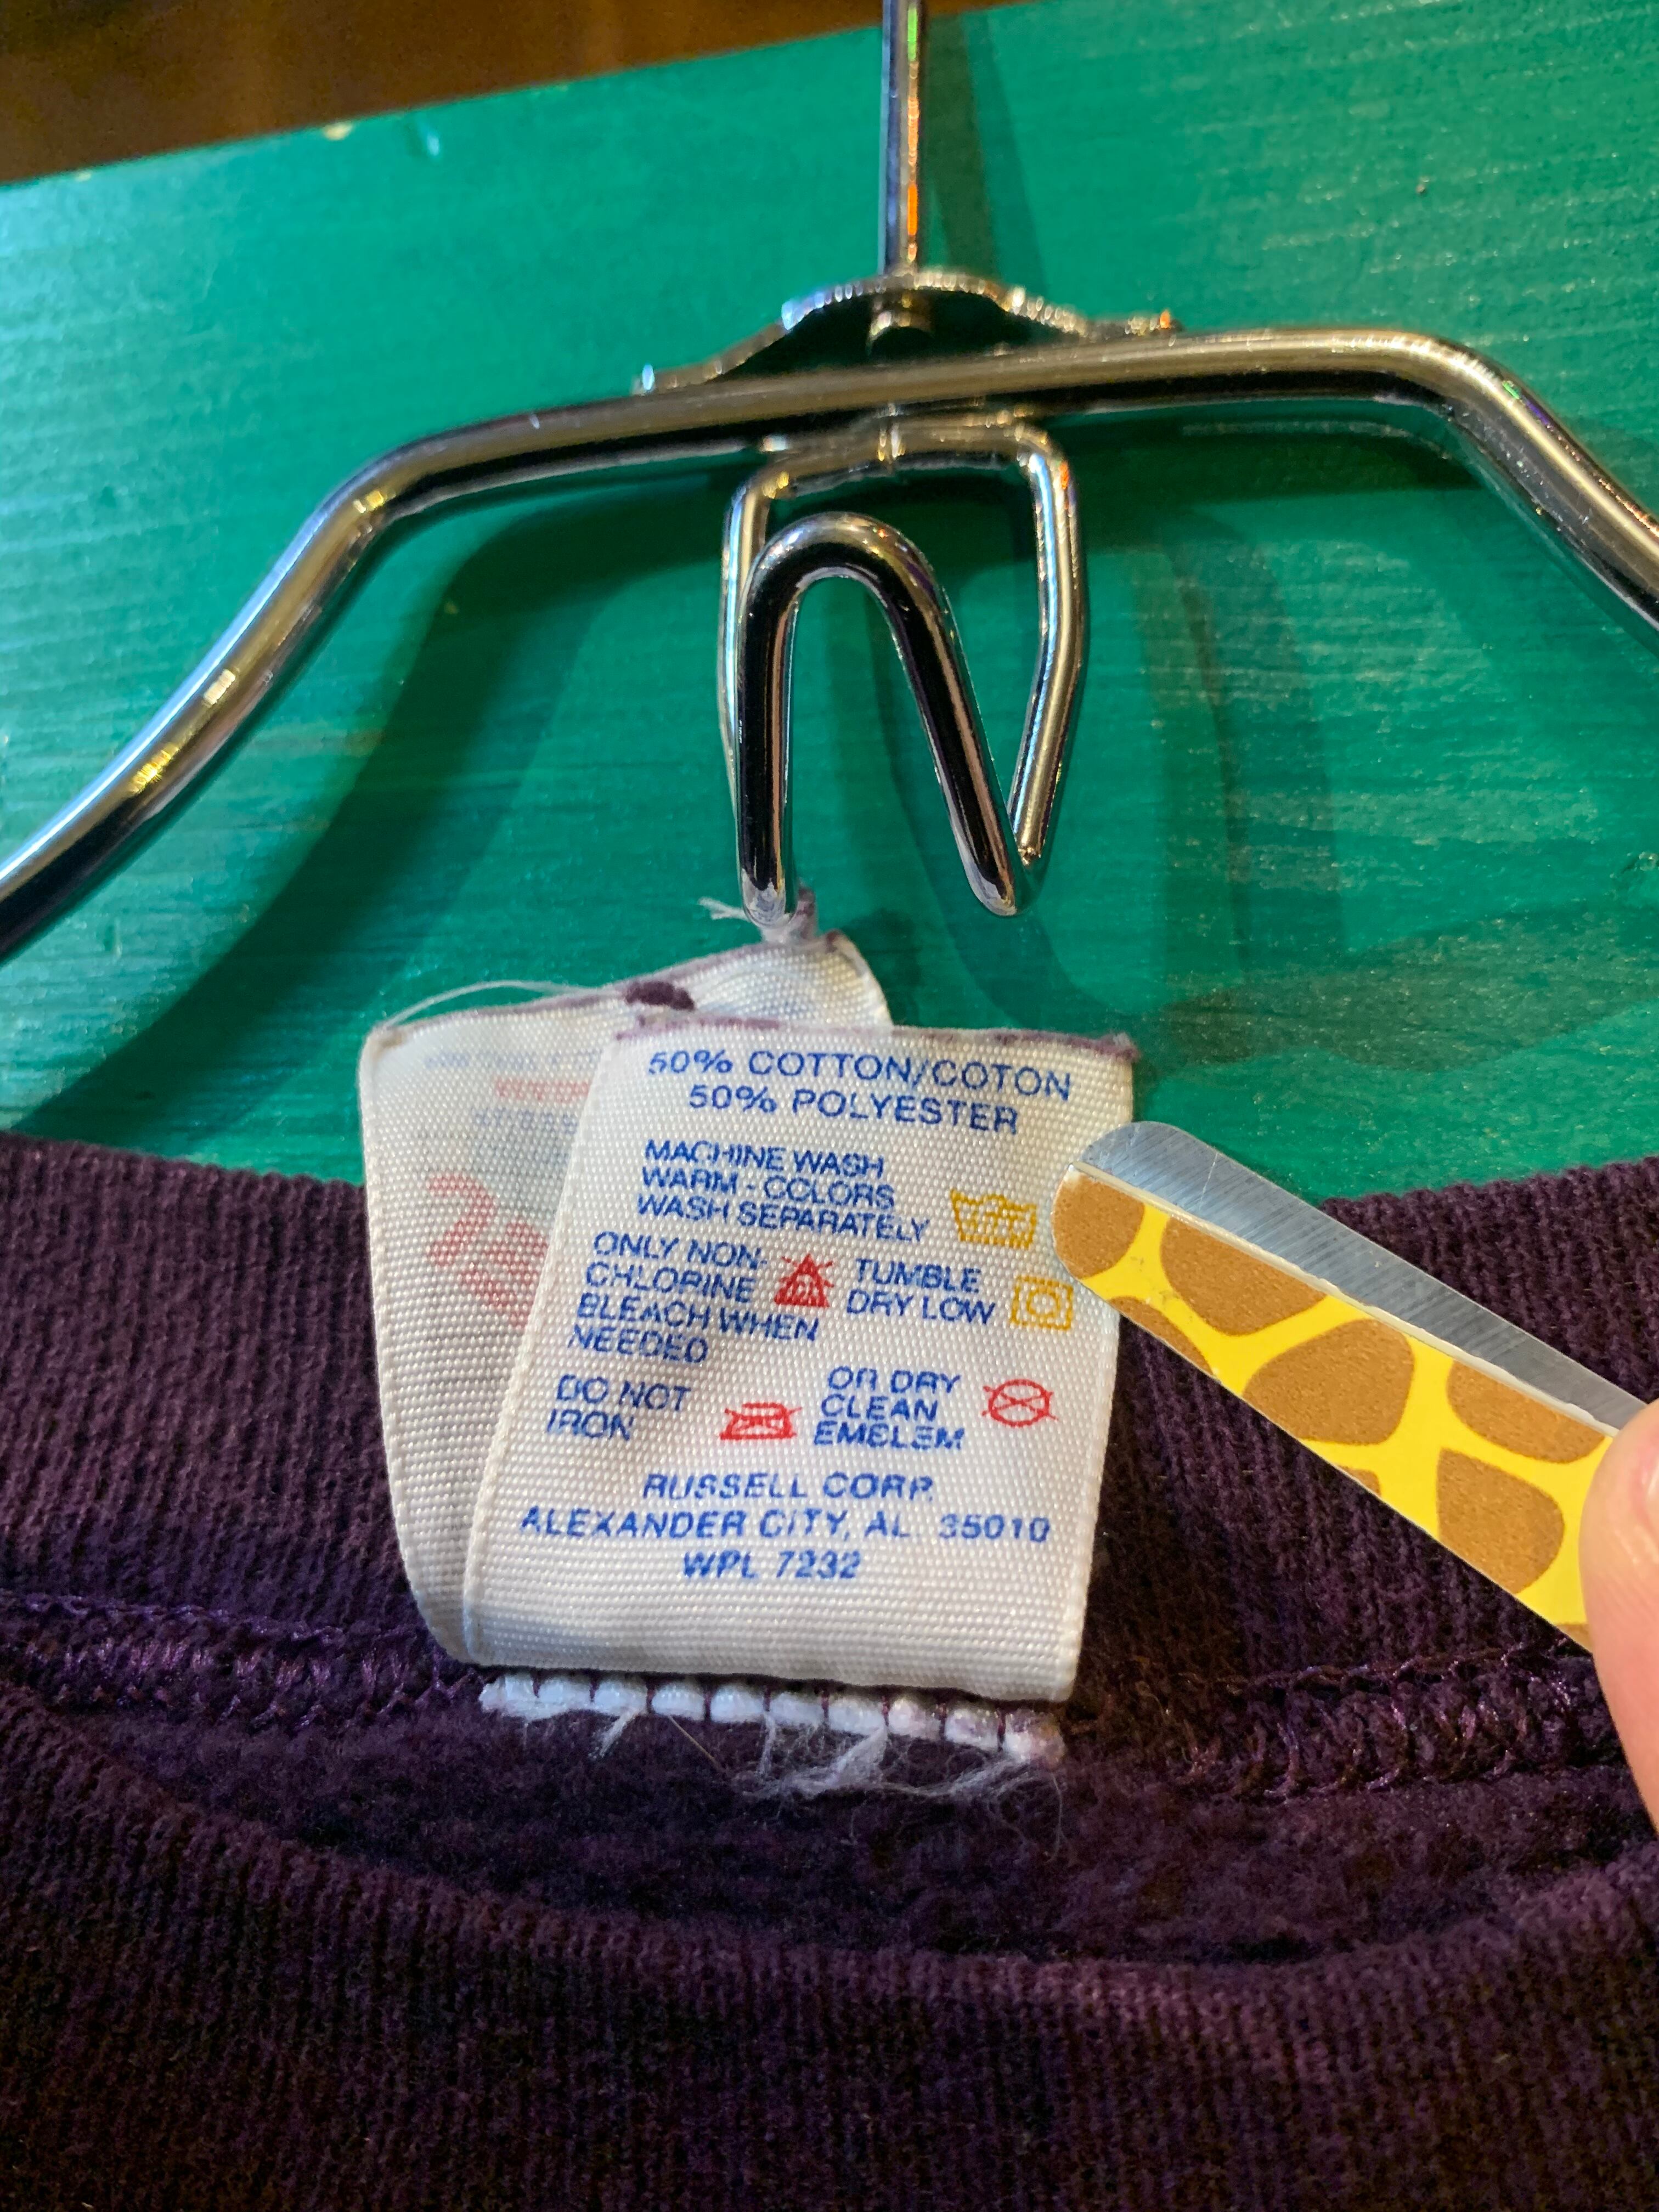 50% COTTON/COTON
50% POLYESTER
MACHINE WASH
WARM - COLORS
WASH SEPARATELY
ONLY NON-
CHLORINE
BLEACH WHEN
NEEDED
TUMBLE
DRY LOW
DO NOT
IRON
OR DRY
CLEAN
EMBLEM
RUSSELL CORP.
ALEXANDER CITY, AL. 35010
WPL 7232